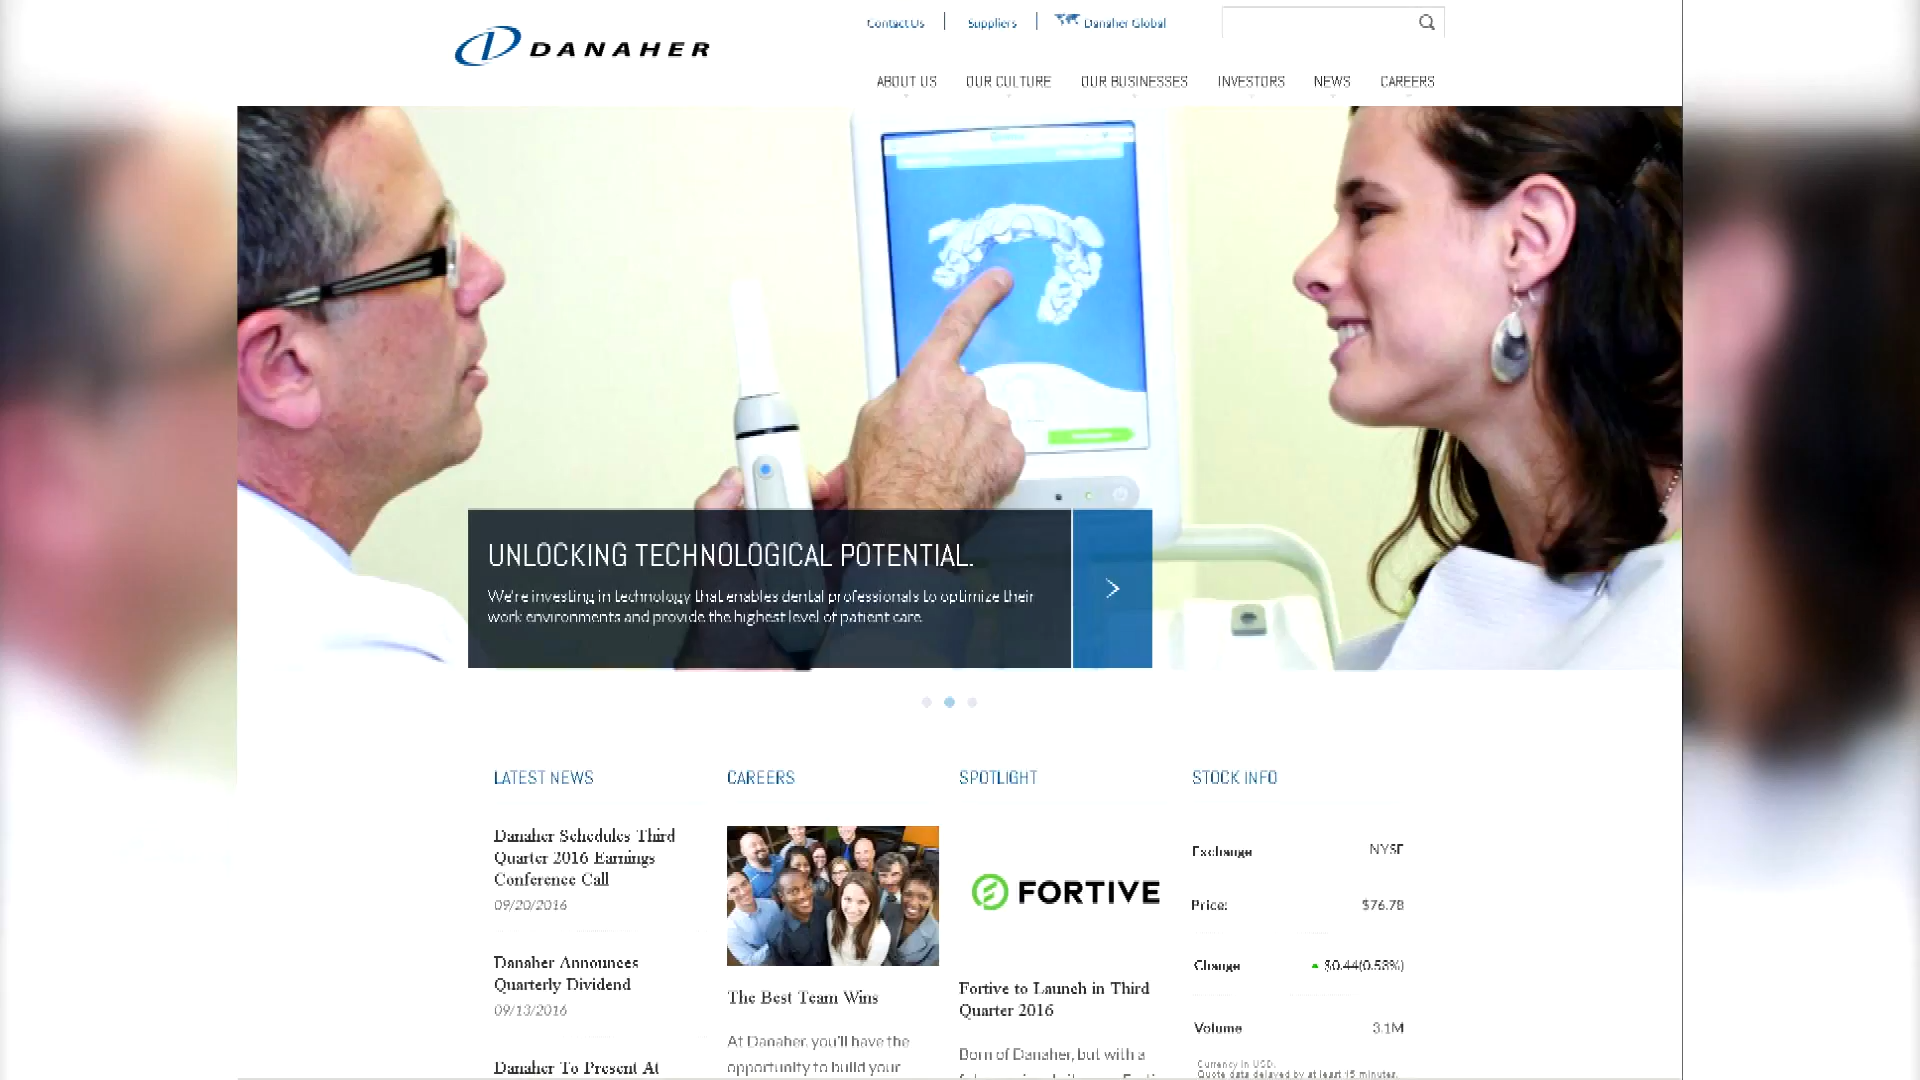 Contact Us
Suppliers
Danaher Global
DANAHER
ABOUT US
OUR CULTURE
OUR BUSINESSES
INVESTORS
NEWS
CAREERS
UNLOCKING TECHNOLOGICAL POTENTIAL.
We're investing in technology that enables dental professionals to optimize their
work environments and provide the highest level of patient care.
LATEST NEWS
Danaher Schedules Third
Quarter 2016 Earnings
Conference Call
09/20/2016
Danaher Announces
Quarterly Dividend
09/13/2016
Danaher To Present At
CAREERS
The Best Team Wins
At Danaher, you'll have the
opportunity to build your
SPOTLIGHT
FORTIVE
Fortive to Launch in Third
Quarter 2016
Born of Danaher, but with a
STOCK INFO
Exchange
NYSE
Price:
$76.78
Change
$0.44(0.58%)
Volume
3.1M
Currency in USD.
Quote data delayed by at least 15 minutes.